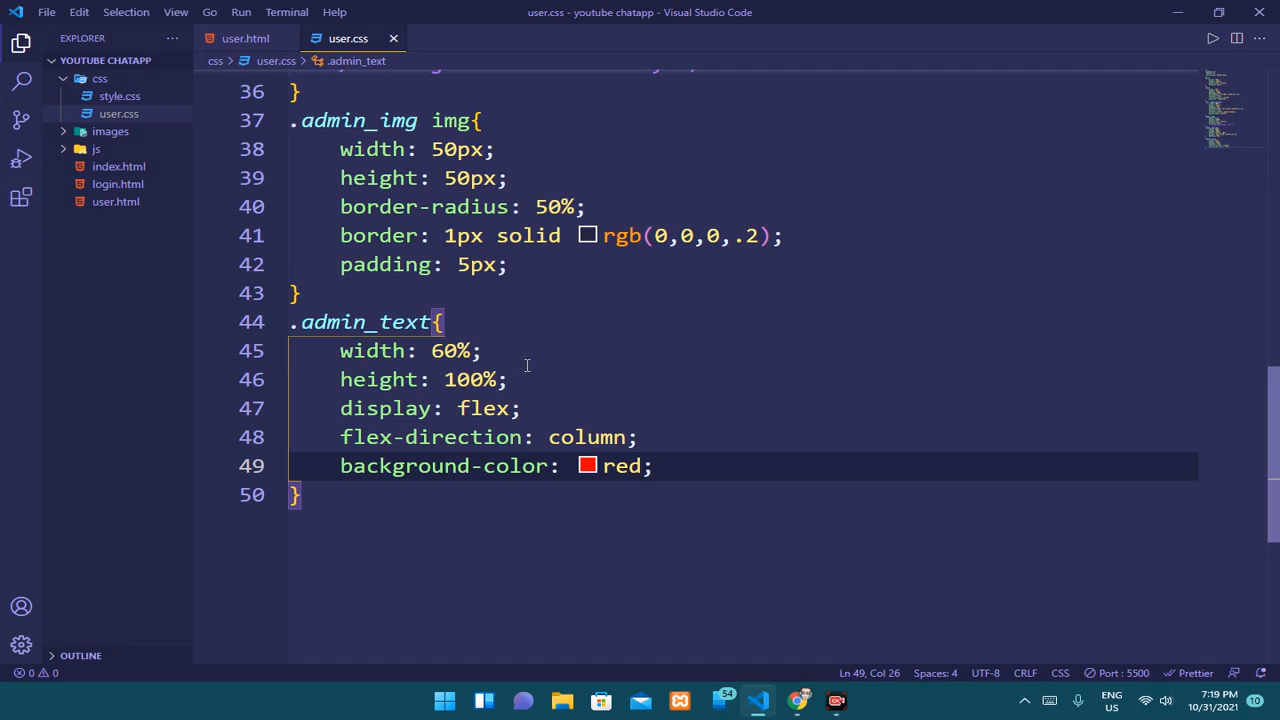 File Edit Selection View Go Run Terminal Help
user.css - youtube chatapp - Visual Studio Code
EXPLORER
user.html
user.css
YOUTUBE CHATAPP
css > user.css > .admin_text
css
style.css
user.css
images
js
index.html
login.html
user.html
36 }
37 .admin_img img{
38 width: 50px;
39 height: 50px;
40 border-radius: 50%;
41 border: 1px solid rgb(0,0,0,.2);
42 padding: 5px;
43 }
44 .admin_text{
45 width: 60%;
46 height: 100%;
47 display: flex;
48 flex-direction: column;
49 background-color: red;
50 }
OUTLINE
0 0
Ln 49, Col 26 Spaces: 4 UTF-8 CRLF CSS Port : 5500 Prettier
54
ENG
IN
7:19 PM
10/31/2021
10